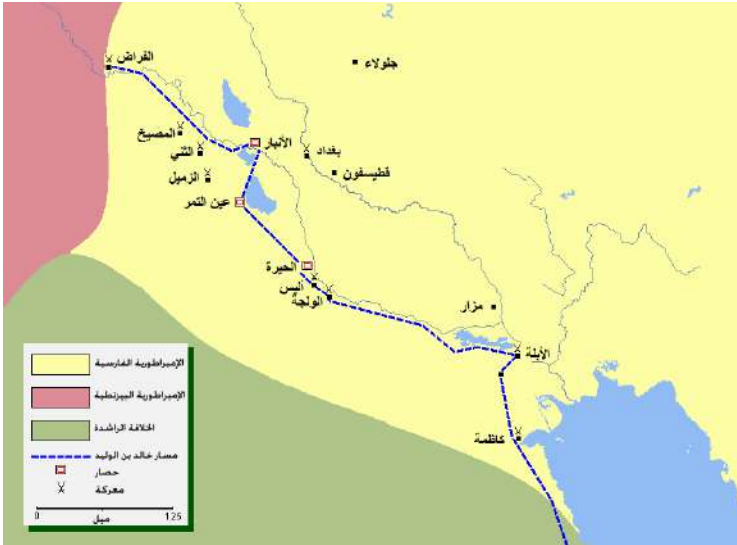 الفراض
جلولاء
المصيخ
الثني
الأنبار
بغداد
الزميل
قطيسفون
عين التمر
الحيرة
اليس
الولجة
مزار
الأبلة
كاظمة
الإمبراطورية الفارسية
الإمبراطورية البيزنطية
الخلافة الراشدة
مسار خالد بن الوليد
حصار
معركة
0 125
ميل